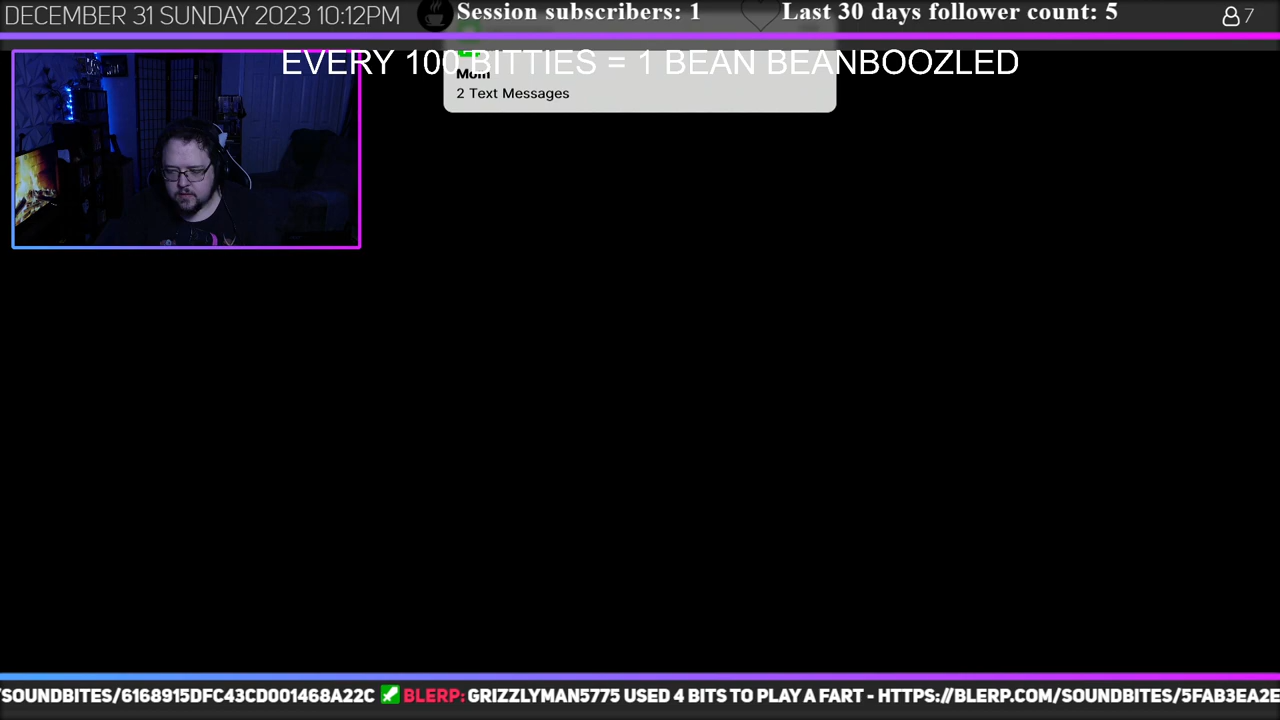 DECEMBER 31 SUNDAY 2023 10:12PM
Session subscribers: 1
Last 30 days follower count: 5
7
EVERY 100 BITTIES = 1 BEAN BEANBOOZLED
Mom
2 Text Messages
/SOUNDBITES/6168915DFC43CD001468A22C BLERP: GRIZZLYMAN5775 USED 4 BITS TO PLAY A FART - HTTPS://BLERP.COM/SOUNDBITES/5FAB3EA2E